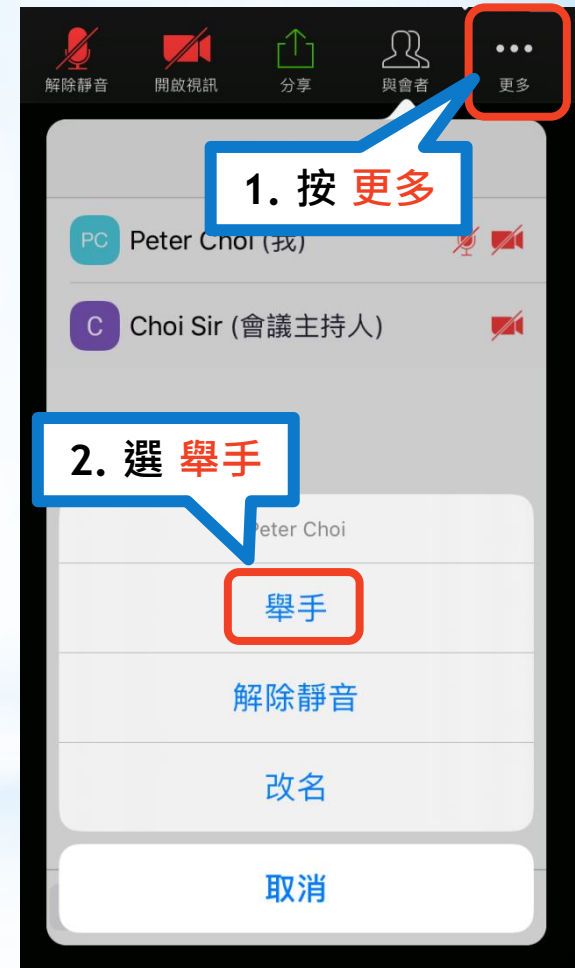 解除靜音 開啟視訊 分享 與會者 更多
1. 按 更多
PC Peter Choi (我)
C Choi Sir (會議主持人)
2. 選 舉手
Peter Choi
舉手
解除靜音
改名
取消